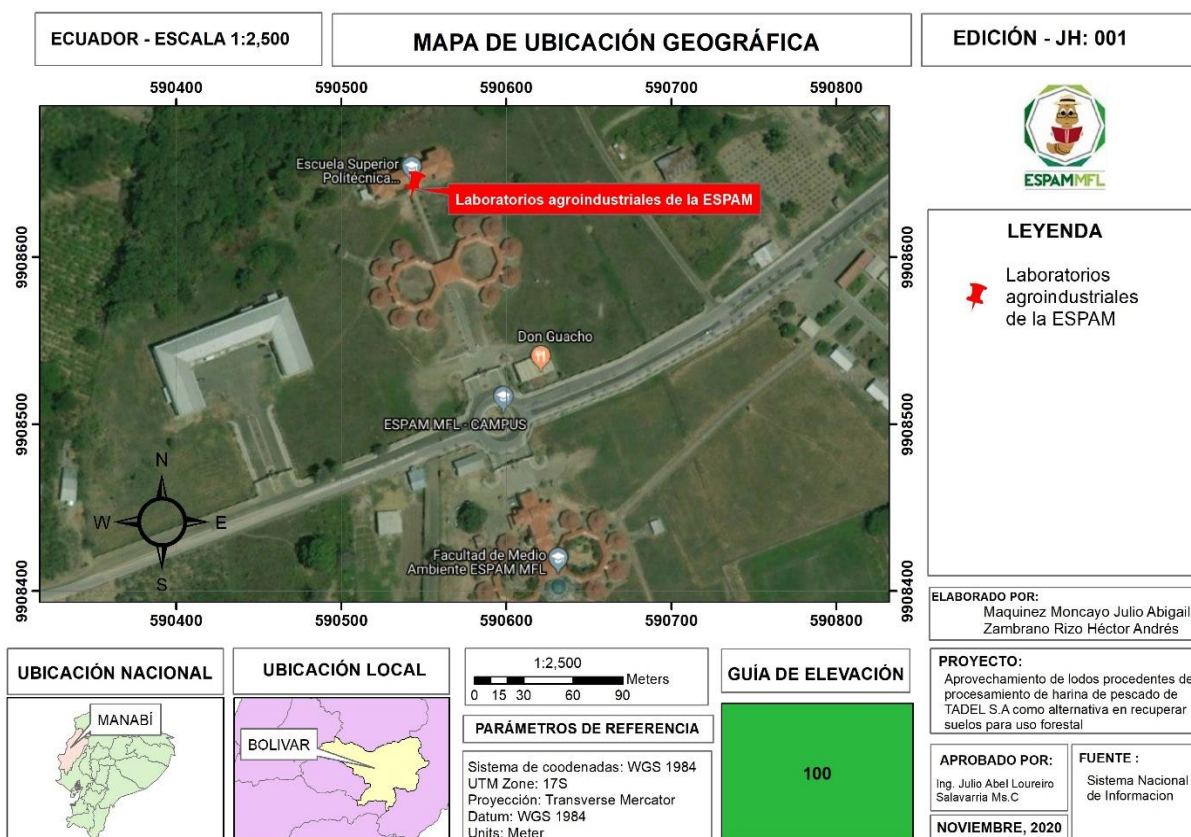 ECUADOR - ESCALA 1:2,500
MAPA DE UBICACIÓN GEOGRÁFICA
EDICIÓN - JH: 001
590400 590500 590600 590700 590800
9908600
9908500
9908400
9908600
9908500
9908400
Escuela Superior
Politécnica...
Laboratorios agroindustriales de la ESPAM
Don Guacho
ESPAM MFL - CAMPUS
Facultad de Medio
Ambiente ESPAM MFL
N
W E
S
590400 590500 590600 590700 590800
ESPAMMFL
LEYENDA
Laboratorios
agroindustriales
de la ESPAM
ELABORADO POR:
Maquinez Moncayo Julio Abigail
Zambrano Rizo Héctor Andrés
UBICACIÓN NACIONAL
MANABÍ
UBICACIÓN LOCAL
BOLIVAR
1:2,500
Meters
0 15 30 60 90
PARÁMETROS DE REFERENCIA
Sistema de coodenadas: WGS 1984
UTM Zone: 17S
Proyección: Transverse Mercator
Datum: WGS 1984
Units: Meter
GUÍA DE ELEVACIÓN
100
PROYECTO:
Aprovechamiento de lodos procedentes de
procesamiento de harina de pescado de
TADEL S.A como alternativa en recuperar
suelos para uso forestal
APROBADO POR:
Ing. Julio Abel Loureiro
Salavarria Ms.C
NOVIEMBRE, 2020
FUENTE :
Sistema Nacional
de Informacion